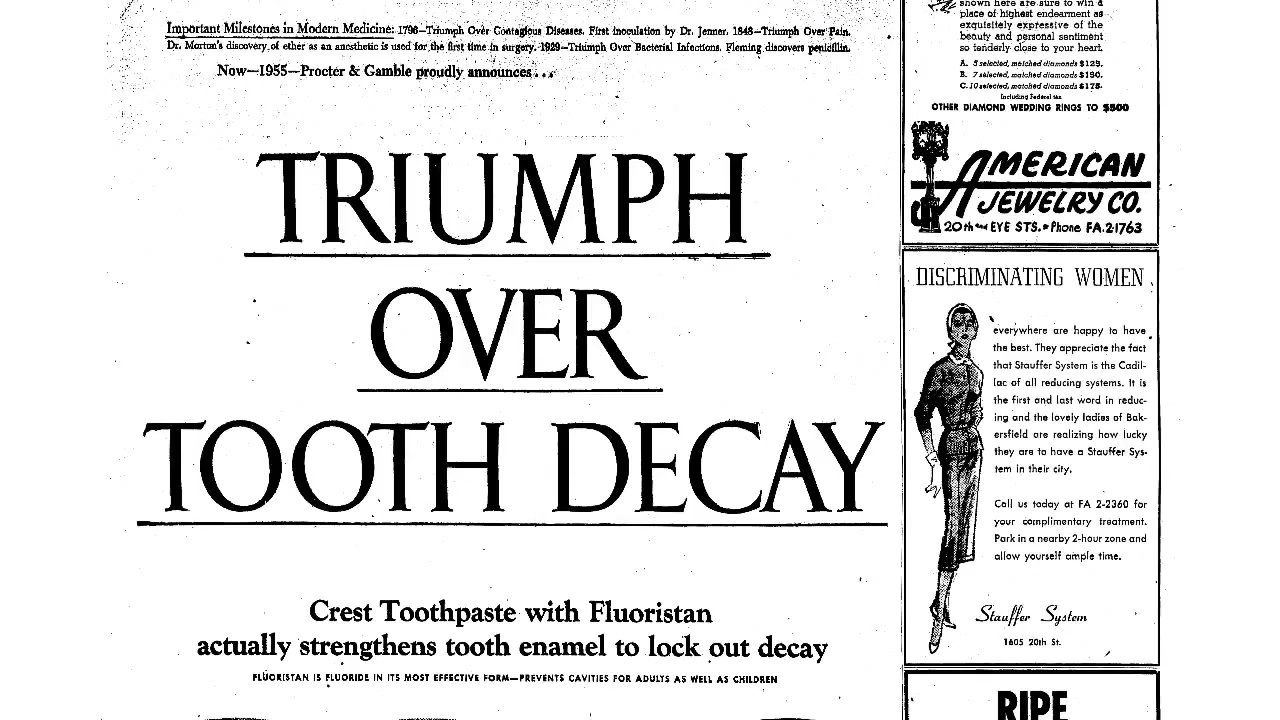 Important Milestones in Modern Medicine: 1796—Triumph Over Contagious Diseases. First inoculation by Dr. Jenner. 1848—Triumph Over Pain.
Dr. Morton's discovery of ether as an anesthetic is used for the first time in surgery. 1929—Triumph Over Bacterial Infections. Fleming discovers penicillin.
Now—1955—Procter & Gamble proudly announces...
TRIUMPH
OVER
TOOTH DECAY
Crest Toothpaste with Fluoristan
actually strengthens tooth enamel to lock out decay
FLUORISTAN IS FLUORIDE IN ITS MOST EFFECTIVE FORM—PREVENTS CAVITIES FOR ADULTS AS WELL AS CHILDREN
shown here are sure to win a
place of highest endearment as
exquisitely expressive of the
beauty and personal sentiment
so tenderly close to your heart.
A. 5 selected, matched diamonds $125.
B. 7 selected, matched diamonds $150.
C. 10 selected, matched diamonds $175.
Including Federal tax
OTHER DIAMOND WEDDING RINGS TO $500
AMERICAN
JEWELRY CO.
20th and EYE STS. • Phone FA.2-1763
DISCRIMINATING WOMEN
everywhere are happy to have
the best. They appreciate the fact
that Stauffer System is the Cadil-
lac of all reducing systems. It is
the first and last word in reduc-
ing and the lovely ladies of Bak-
ersfield are realizing how lucky
they are to have a Stauffer Sys-
tem in their city.
Call us today at FA 2-2360 for
your complimentary treatment.
Park in a nearby 2-hour zone and
allow yourself ample time.
Stauffer System
1605 20th St.
RIPE